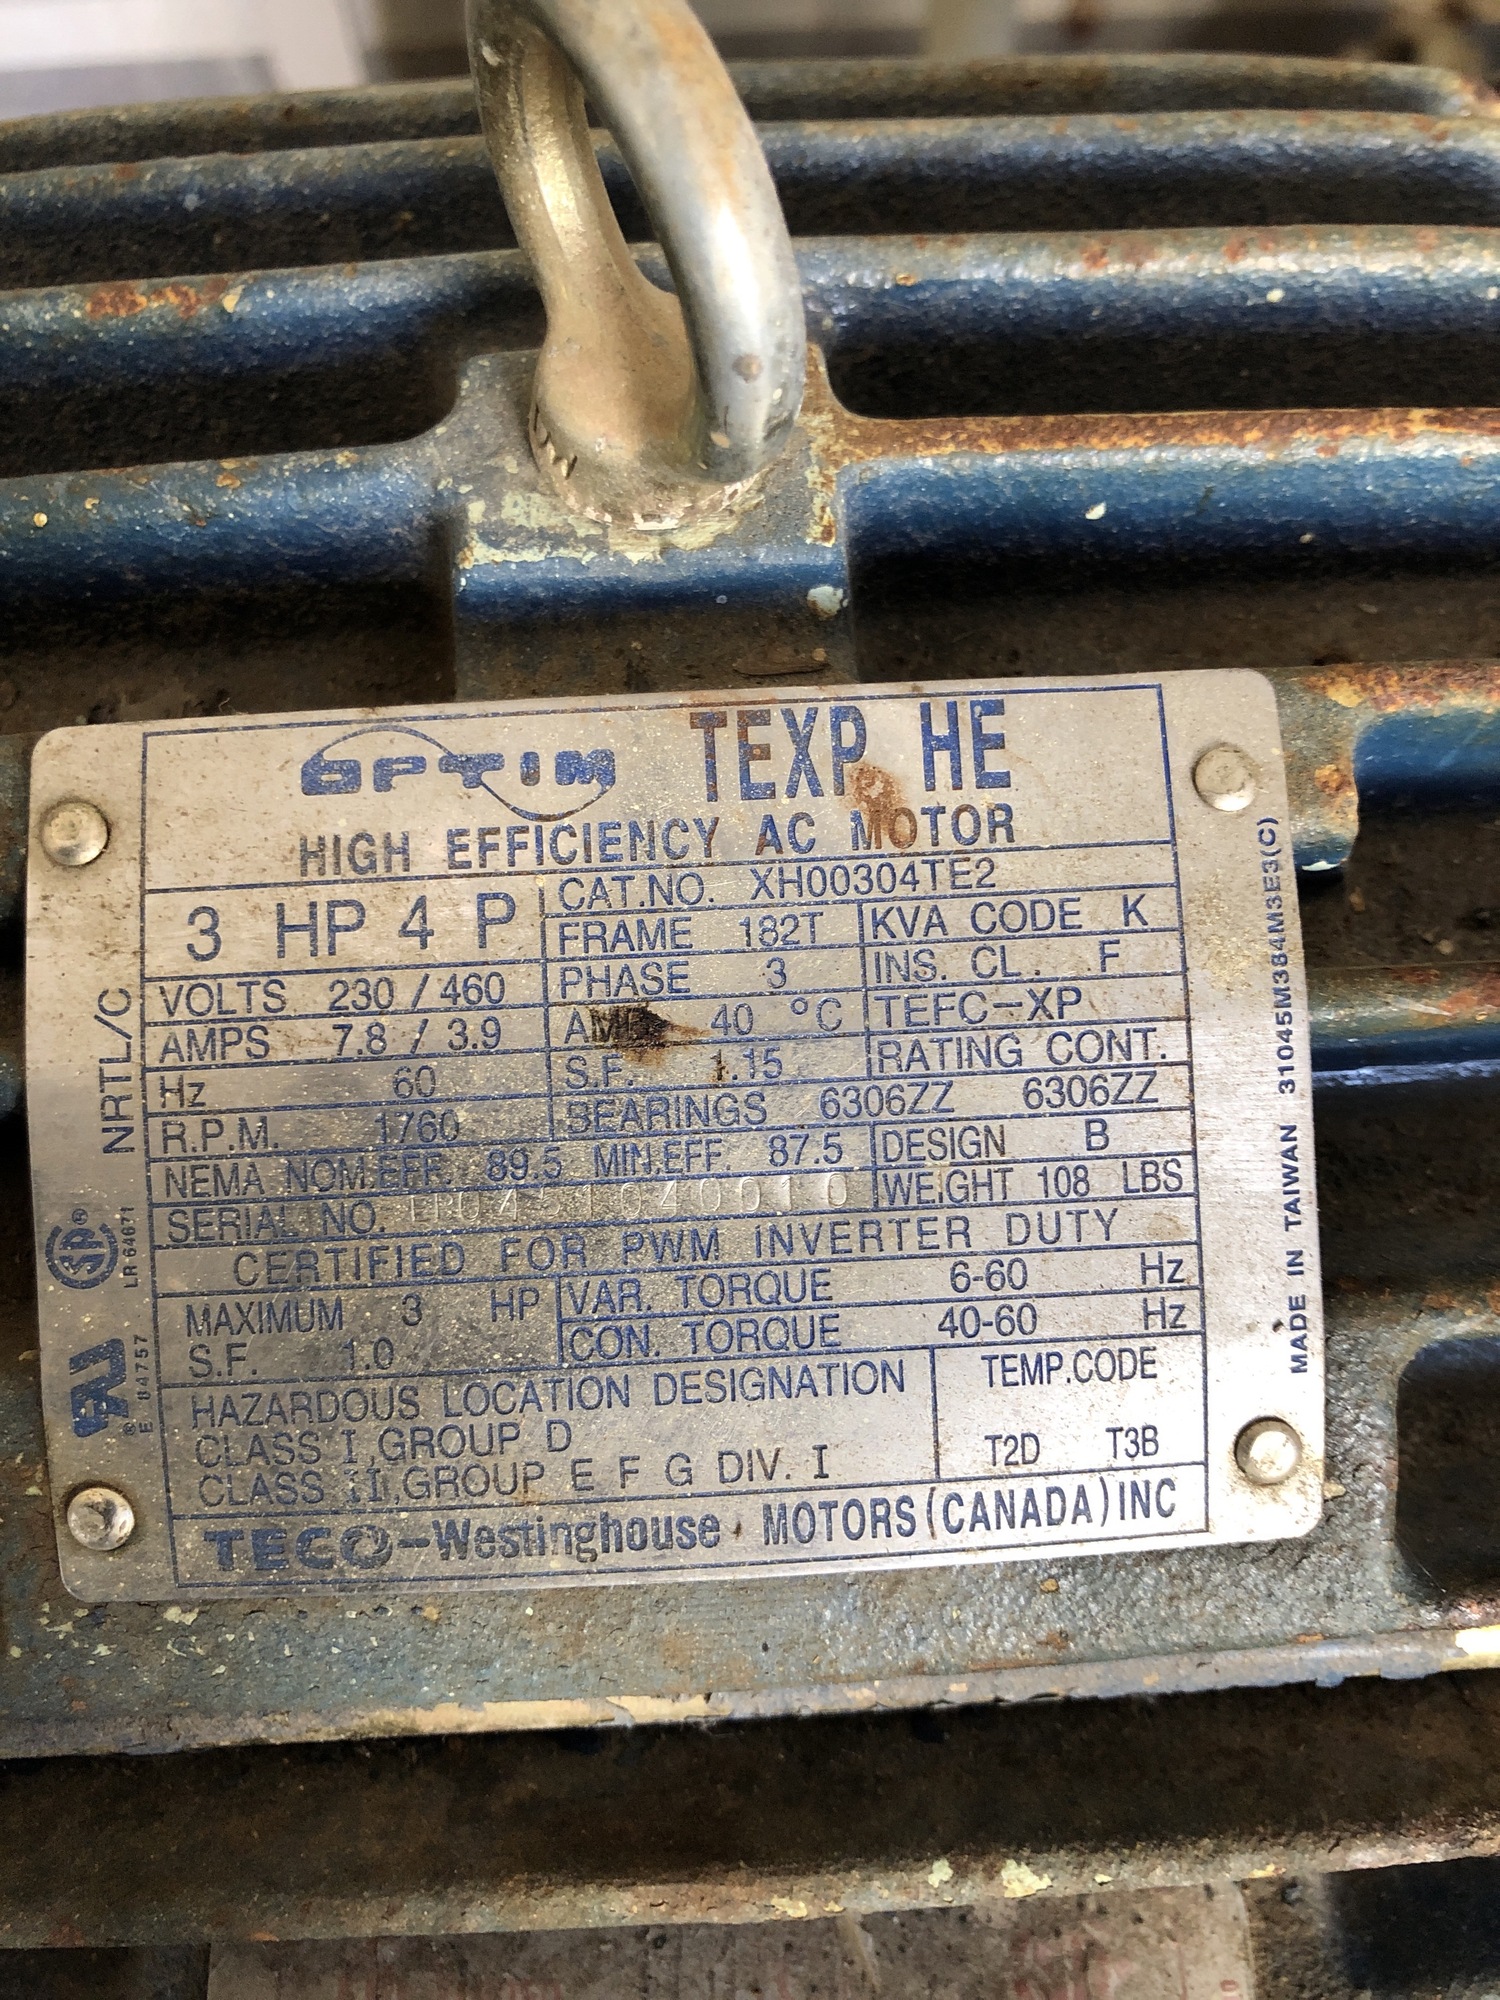 OPTIM TEXP HE
HIGH EFFICIENCY AC MOTOR
3 HP 4 P
CAT.NO. XH00304TE2
FRAME 182T KVA CODE K
VOLTS 230 / 460 PHASE 3 INS. CL. F
AMPS 7.8 / 3.9 40 °C TEFC-XP
Hz 60 S.F. 1.15 RATING CONT.
R.P.M. 1760 BEARINGS 6306ZZ 6306ZZ
NEMA NOM.EFF. 89.5 MIN.EFF. 87.5 DESIGN B
SERIAL NO. WEIGHT 108 LBS
CERTIFIED FOR PWM INVERTER DUTY
MAXIMUM 3 HP VAR. TORQUE 6-60 Hz
S.F. 1.0 CON. TORQUE 40-60 Hz
HAZARDOUS LOCATION DESIGNATION TEMP.CODE
CLASS I,GROUP D
CLASS II,GROUP E F G DIV. I T2D T3B
TECO-Westinghouse MOTORS(CANADA)INC
NRTL/C
LR 64671
E 84757
MADE IN TAIWAN 31045M384M3E3(C)